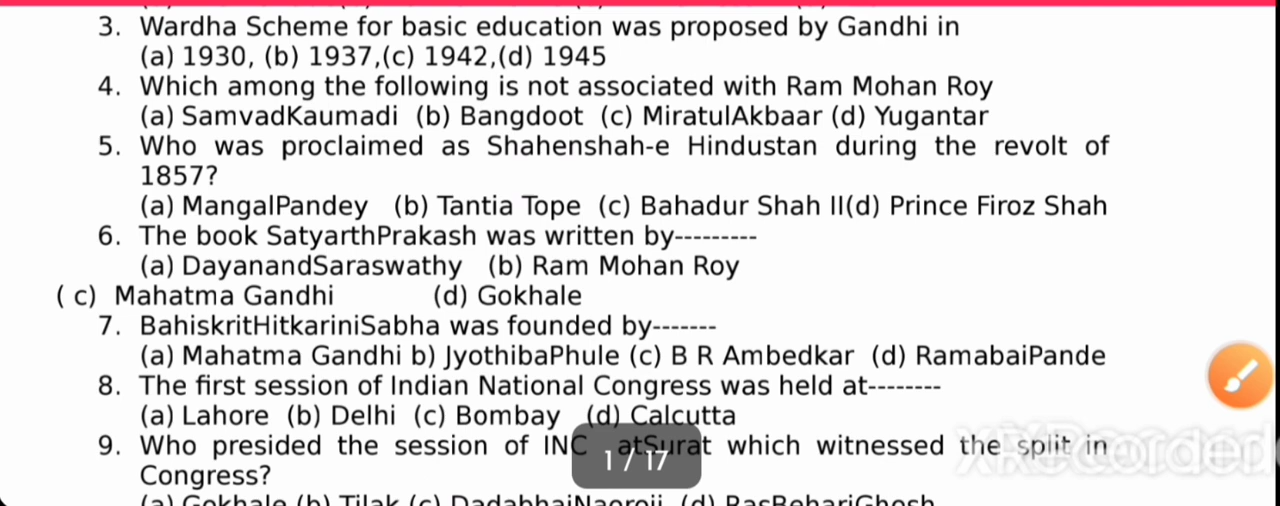 3. Wardha Scheme for basic education was proposed by Gandhi in
(a) 1930, (b) 1937,(c) 1942,(d) 1945
4. Which among the following is not associated with Ram Mohan Roy
(a) SamvadKaumadi (b) Bangdoot (c) MiratulAkbaar (d) Yugantar
5. Who was proclaimed as Shahenshah-e Hindustan during the revolt of
1857?
(a) MangalPandey (b) Tantia Tope (c) Bahadur Shah II(d) Prince Firoz Shah
6. The book SatyarthPrakash was written by---------
(a) DayanandSaraswathy (b) Ram Mohan Roy
( c) Mahatma Gandhi (d) Gokhale
7. BahiskritHitkariniSabha was founded by-------
(a) Mahatma Gandhi b) JyothibaPhule (c) B R Ambedkar (d) RamabaiPande
8. The first session of Indian National Congress was held at--------
(a) Lahore (b) Delhi (c) Bombay (d) Calcutta
9. Who presided the session of INC atSurat which witnessed the split in
1 / 17
Congress?
(a) Gokhale (b) Tilak (c) DadabhaiNaoroji (d) RasBehariGhosh